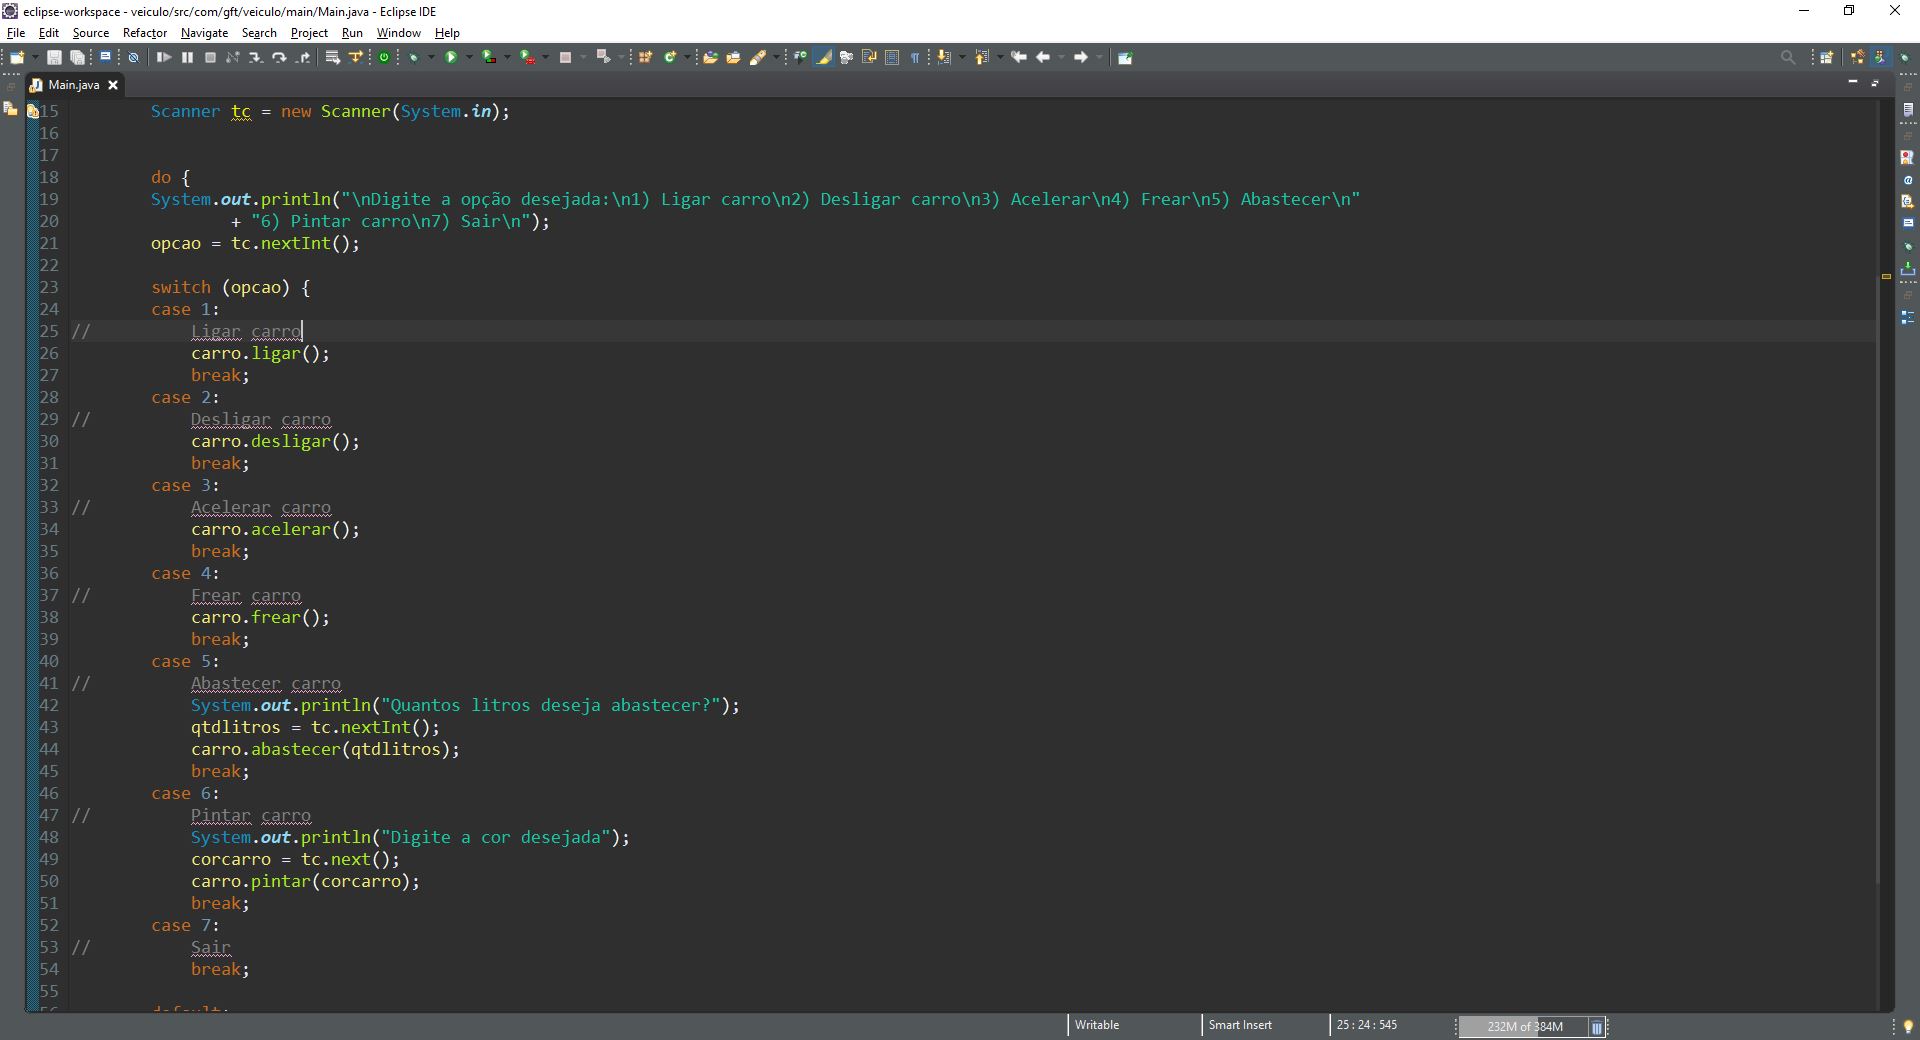 eclipse-workspace - veiculo/src/com/gft/veiculo/main/Main.java - Eclipse IDE
File Edit Source Refactor Navigate Search Project Run Window Help
Main.java
15 Scanner tc = new Scanner(System.in);
16
17
18 do {
19 System.out.println("\nDigite a opção desejada:\n1) Ligar carro\n2) Desligar carro\n3) Acelerar\n4) Frear\n5) Abastecer\n"
20 + "6) Pintar carro\n7) Sair\n");
21 opcao = tc.nextInt();
22
23 switch (opcao) {
24 case 1:
25 // Ligar carro
26 carro.ligar();
27 break;
28 case 2:
29 // Desligar carro
30 carro.desligar();
31 break;
32 case 3:
33 // Acelerar carro
34 carro.acelerar();
35 break;
36 case 4:
37 // Frear carro
38 carro.frear();
39 break;
40 case 5:
41 // Abastecer carro
42 System.out.println("Quantos litros deseja abastecer?");
43 qtdlitros = tc.nextInt();
44 carro.abastecer(qtdlitros);
45 break;
46 case 6:
47 // Pintar carro
48 System.out.println("Digite a cor desejada");
49 corcarro = tc.next();
50 carro.pintar(corcarro);
51 break;
52 case 7:
53 // Sair
54 break;
55
56 default:
Writable Smart Insert 25 : 24 : 545 232M of 384M